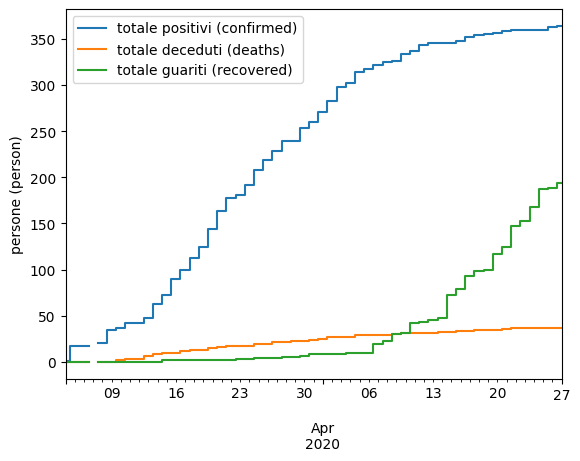 totale positivi (confirmed)
totale deceduti (deaths)
totale guariti (recovered)
persone (person)
350
300
250
200
150
100
50
0
09 16 23 30 06 13 20 27
Apr
2020